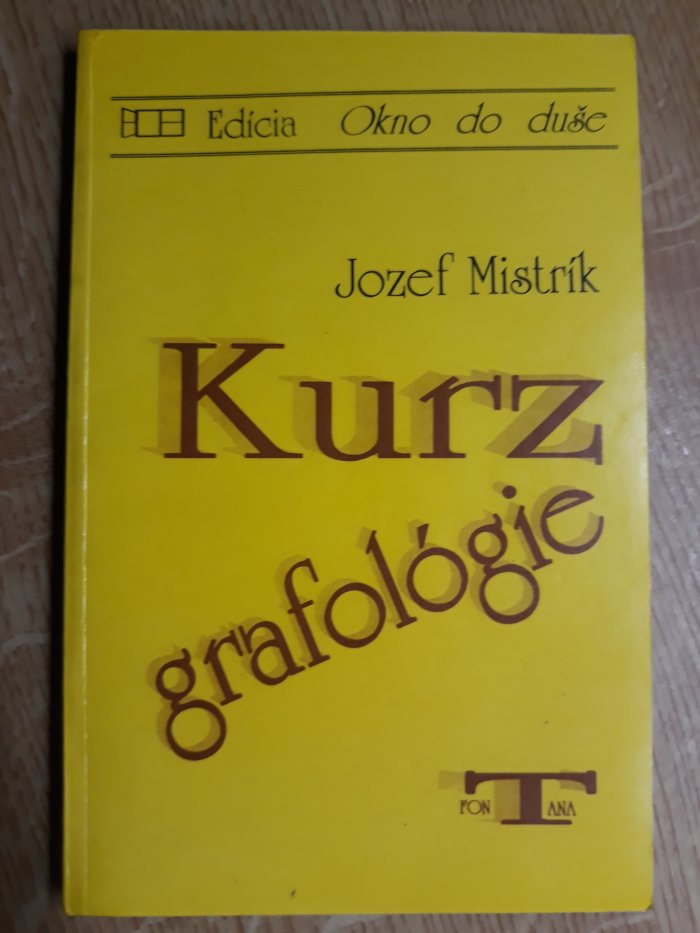 Edícia Okno do duše
Jozef Mistrík
Kurz
grafológie
FONTANA